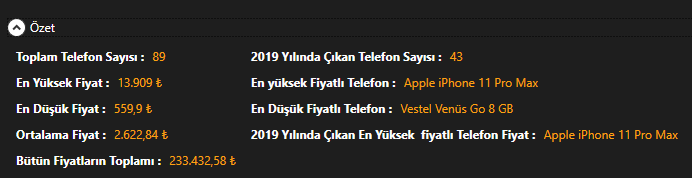 Özet
Toplam Telefon Sayısı : 89 2019 Yılında Çıkan Telefon Sayısı : 43
En Yüksek Fiyat : 13.909 ₺ En yüksek Fiyatlı Telefon : Apple iPhone 11 Pro Max
En Düşük Fiyat : 559,9 ₺ En Düşük Fiyatlı Telefon : Vestel Venüs Go 8 GB
Ortalama Fiyat : 2.622,84 ₺ 2019 Yılında Çıkan En Yüksek fiyatlı Telefon Fiyat : Apple iPhone 11 Pro Max
Bütün Fiyatların Toplamı : 233.432,58 ₺